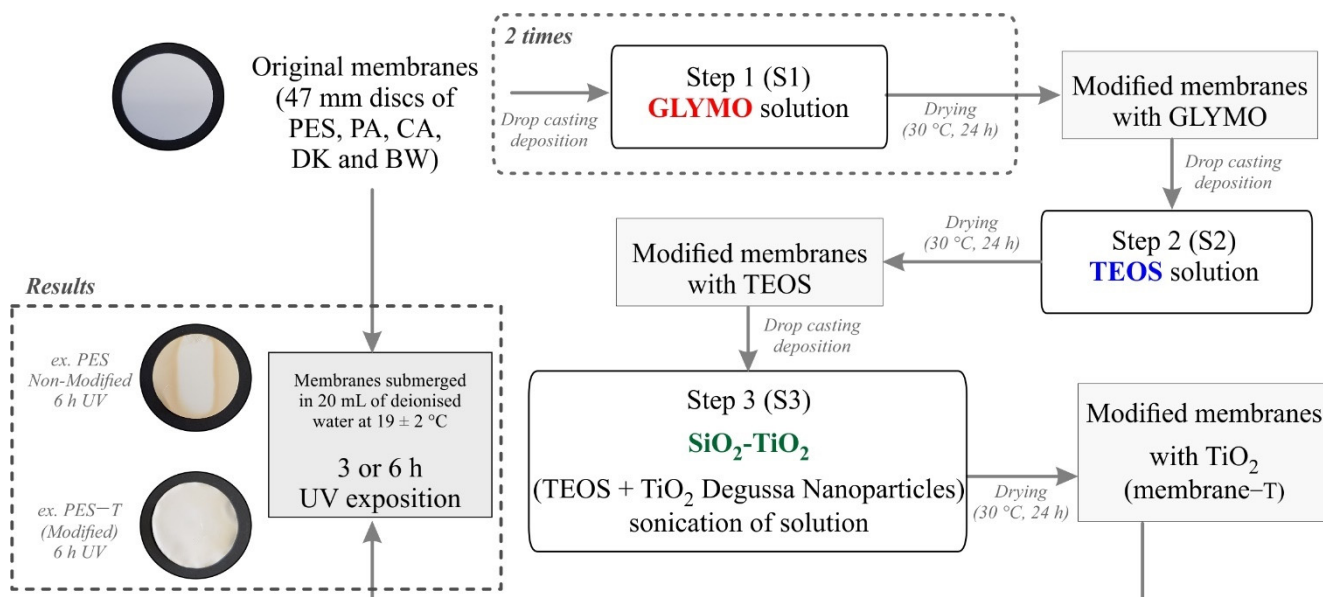 Original membranes
(47 mm discs of
PES, PA, CA,
DK and BW)
2 times
Drop casting
deposition
Step 1 (S1)
GLYMO solution
Drying
(30 °C, 24 h)
Modified membranes
with GLYMO
Drop casting
deposition
Step 2 (S2)
TEOS solution
Drying
(30 °C, 24 h)
Modified membranes
with TEOS
Drop casting
deposition
Step 3 (S3)
SiO₂-TiO₂
(TEOS + TiO₂ Degussa Nanoparticles)
sonication of solution
Drying
(30 °C, 24 h)
Modified membranes
with TiO₂
(membrane−T)
Results
ex. PES
Non-Modified
6 h UV
ex. PES−T
(Modified)
6 h UV
Membranes submerged
in 20 mL of deionised
water at 19 ± 2 °C
3 or 6 h
UV exposition